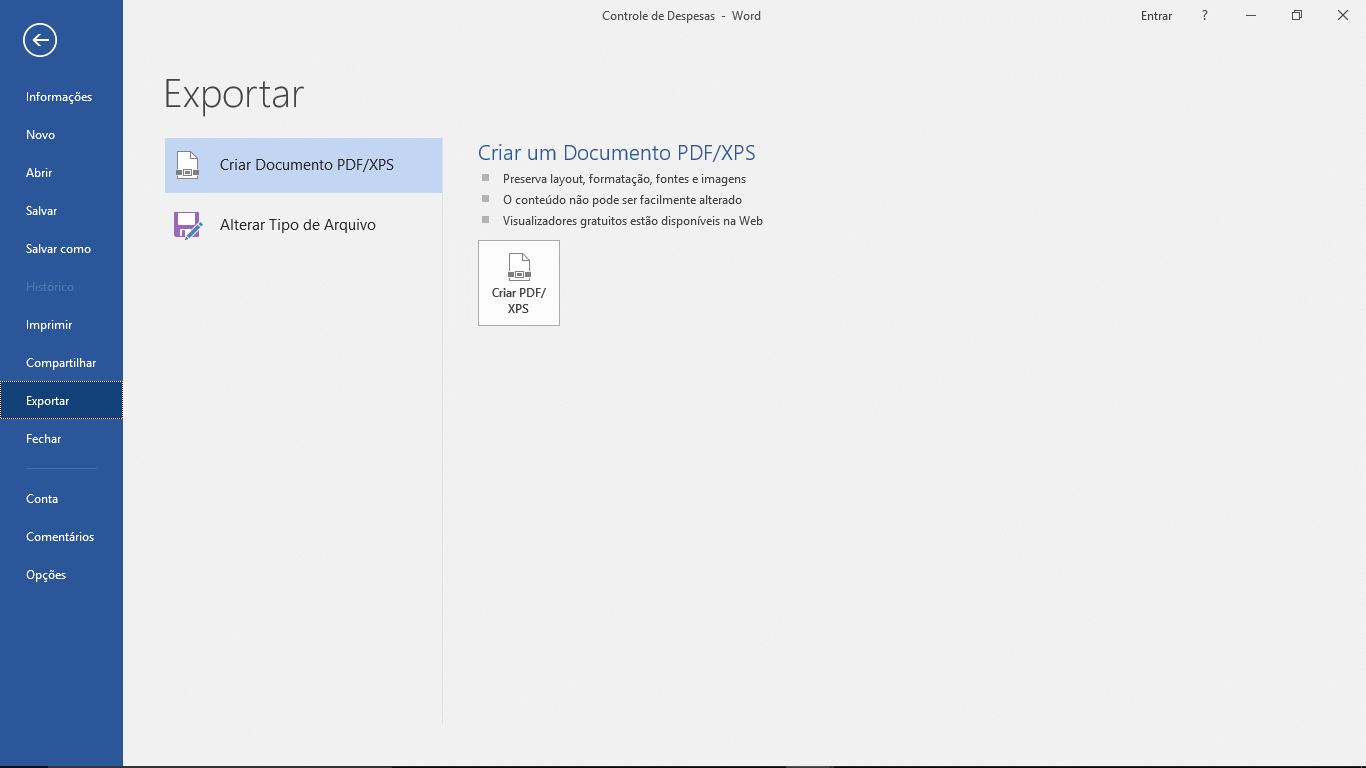 Controle de Despesas - Word
Entrar
?
Informações
Novo
Abrir
Salvar
Salvar como
Histórico
Imprimir
Compartilhar
Exportar
Fechar
Conta
Comentários
Opções
Exportar
Criar Documento PDF/XPS
Alterar Tipo de Arquivo
Criar um Documento PDF/XPS
Preserva layout, formatação, fontes e imagens
O conteúdo não pode ser facilmente alterado
Visualizadores gratuitos estão disponíveis na Web
Criar PDF/
XPS